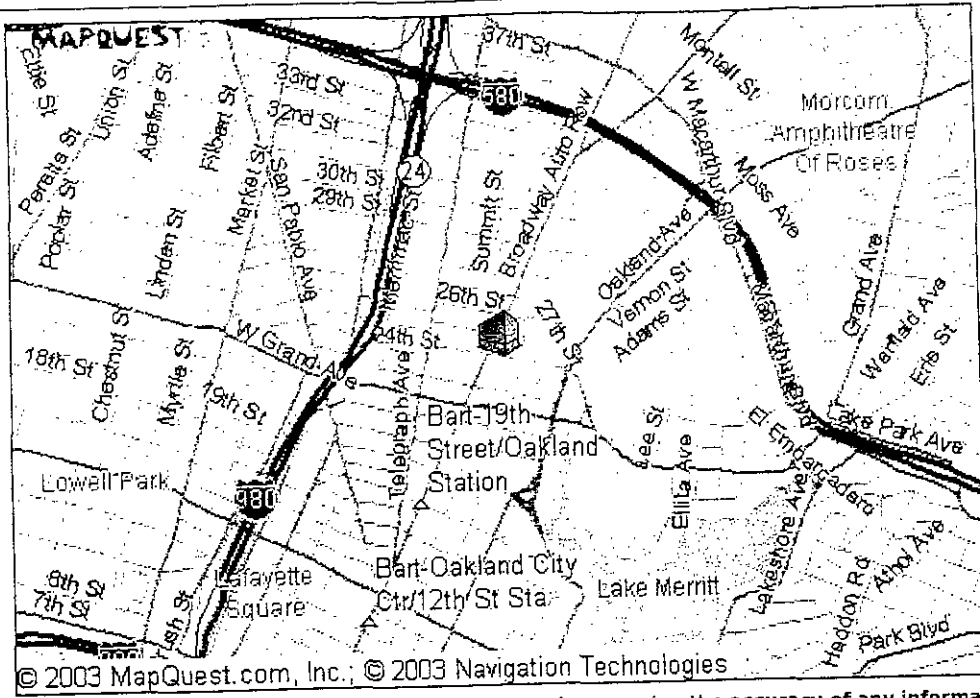 MAPQUEST
37th St
Montall St
33rd St
580
W Macarthur Blvd
Union St
Adeline St
Filbert St
32nd St
Broadway Auto Row
Morcom
Amphitheatre
Of Roses
Peralta St
Market St
San Pablo Ave
30th St
24
29th St
Summit St
Moss Ave
Poplar St
Linden St
Oakland Ave
Vernon St
Adams St
Grand Ave
Warfield Ave
Erie St
26th St
27th St
24th St
W Grand Ave
Macarthur Blvd
18th St
Chestnut St
Myrtle St
19th St
Telegraph Ave
Bart-19th
Street/Oakland
Station
Lee St
Ellita Ave
El Embarcadero
Lake Park Ave
Lowell Park
980
Lakeshore Ave
Athol Ave
Haddon Rd
8th St
7th St
Lafayette
Square
Bart-Oakland City
Ctr/12th St Sta.
Lake Merritt
Park Blvd
© 2003 MapQuest.com, Inc.; © 2003 Navigation Technologies